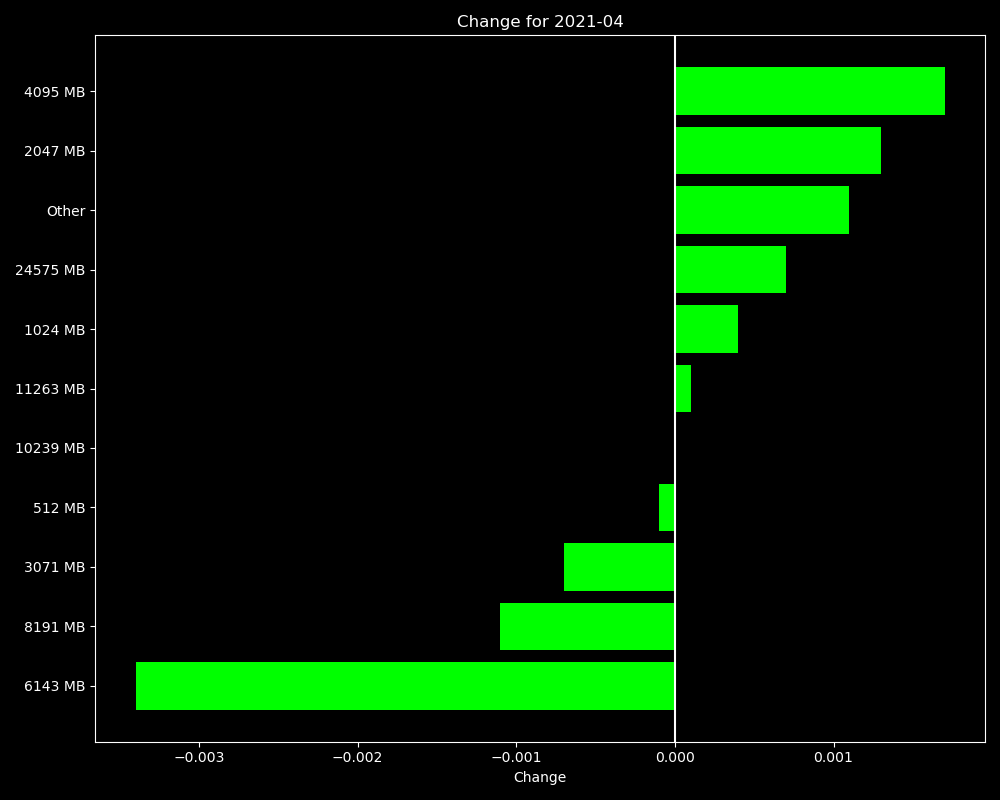 Change for 2021-04
4095 MB
2047 MB
Other
24575 MB
1024 MB
11263 MB
10239 MB
512 MB
3071 MB
8191 MB
6143 MB
−0.003 −0.002 −0.001 0.000 0.001
Change